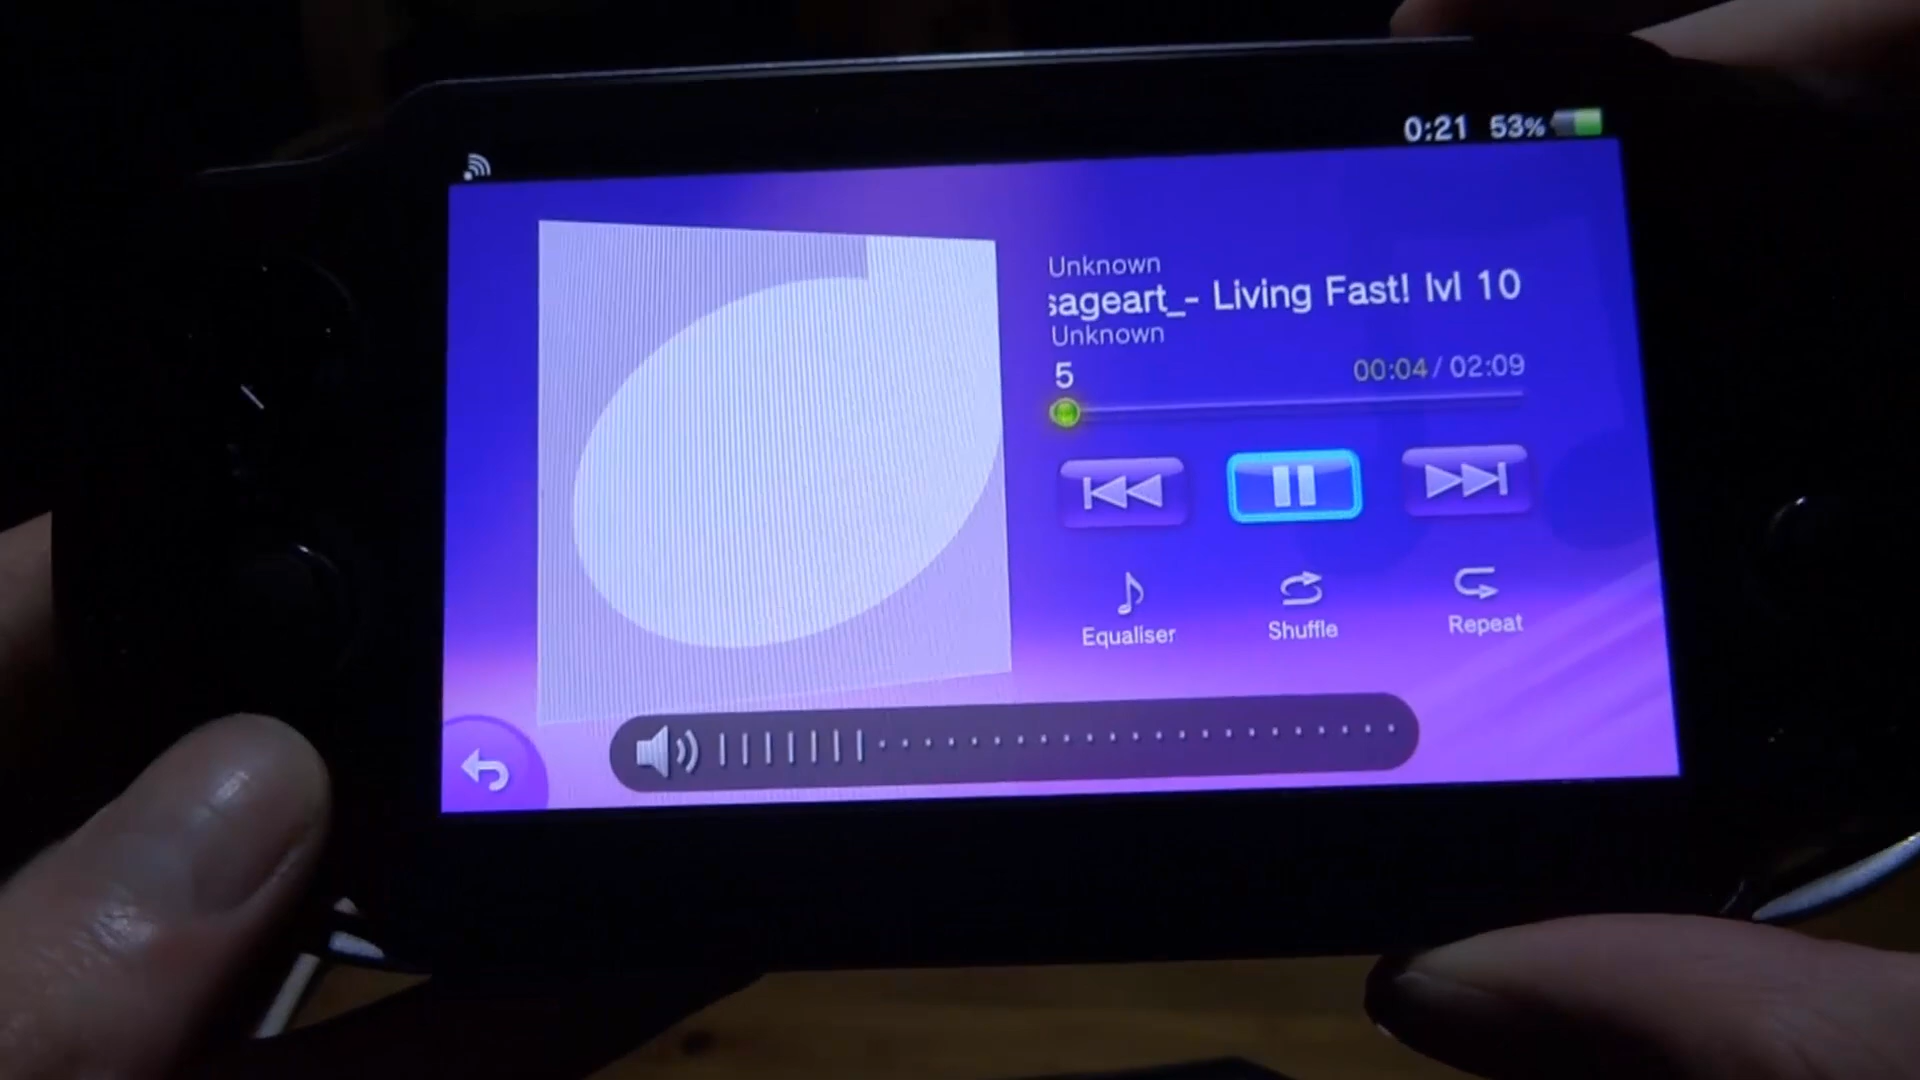 0:21 53%
Unknown
sageart_- Living Fast! lvl 10
Unknown
5 00:04 / 02:09
Equaliser Shuffle Repeat